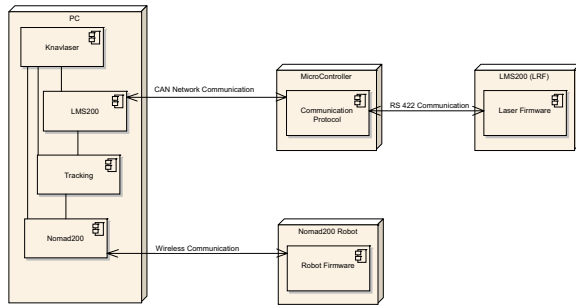 PC
Knavlaser
LMS200
Tracking
Nomad200
CAN Network Communication
MicroController
Communication
Protocol
RS 422 Communication
LMS200 (LRF)
Laser Firmware
Wireless Communication
Nomad200 Robot
Robot Firmware